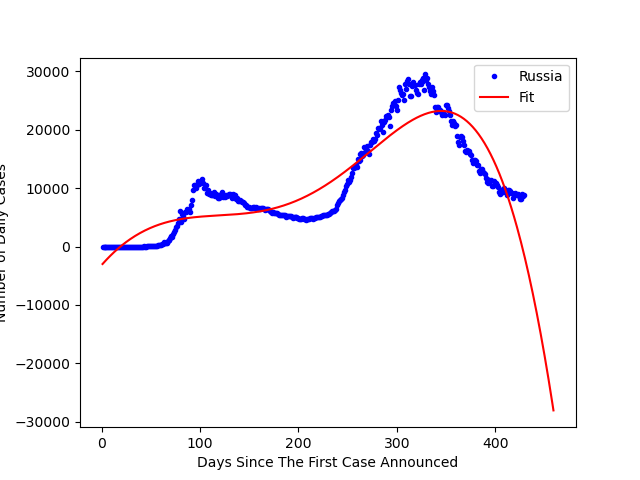 30000
20000
10000
0
−10000
−20000
−30000
0 100 200 300 400
Days Since The First Case Announced
Number of Daily Cases
Russia
Fit